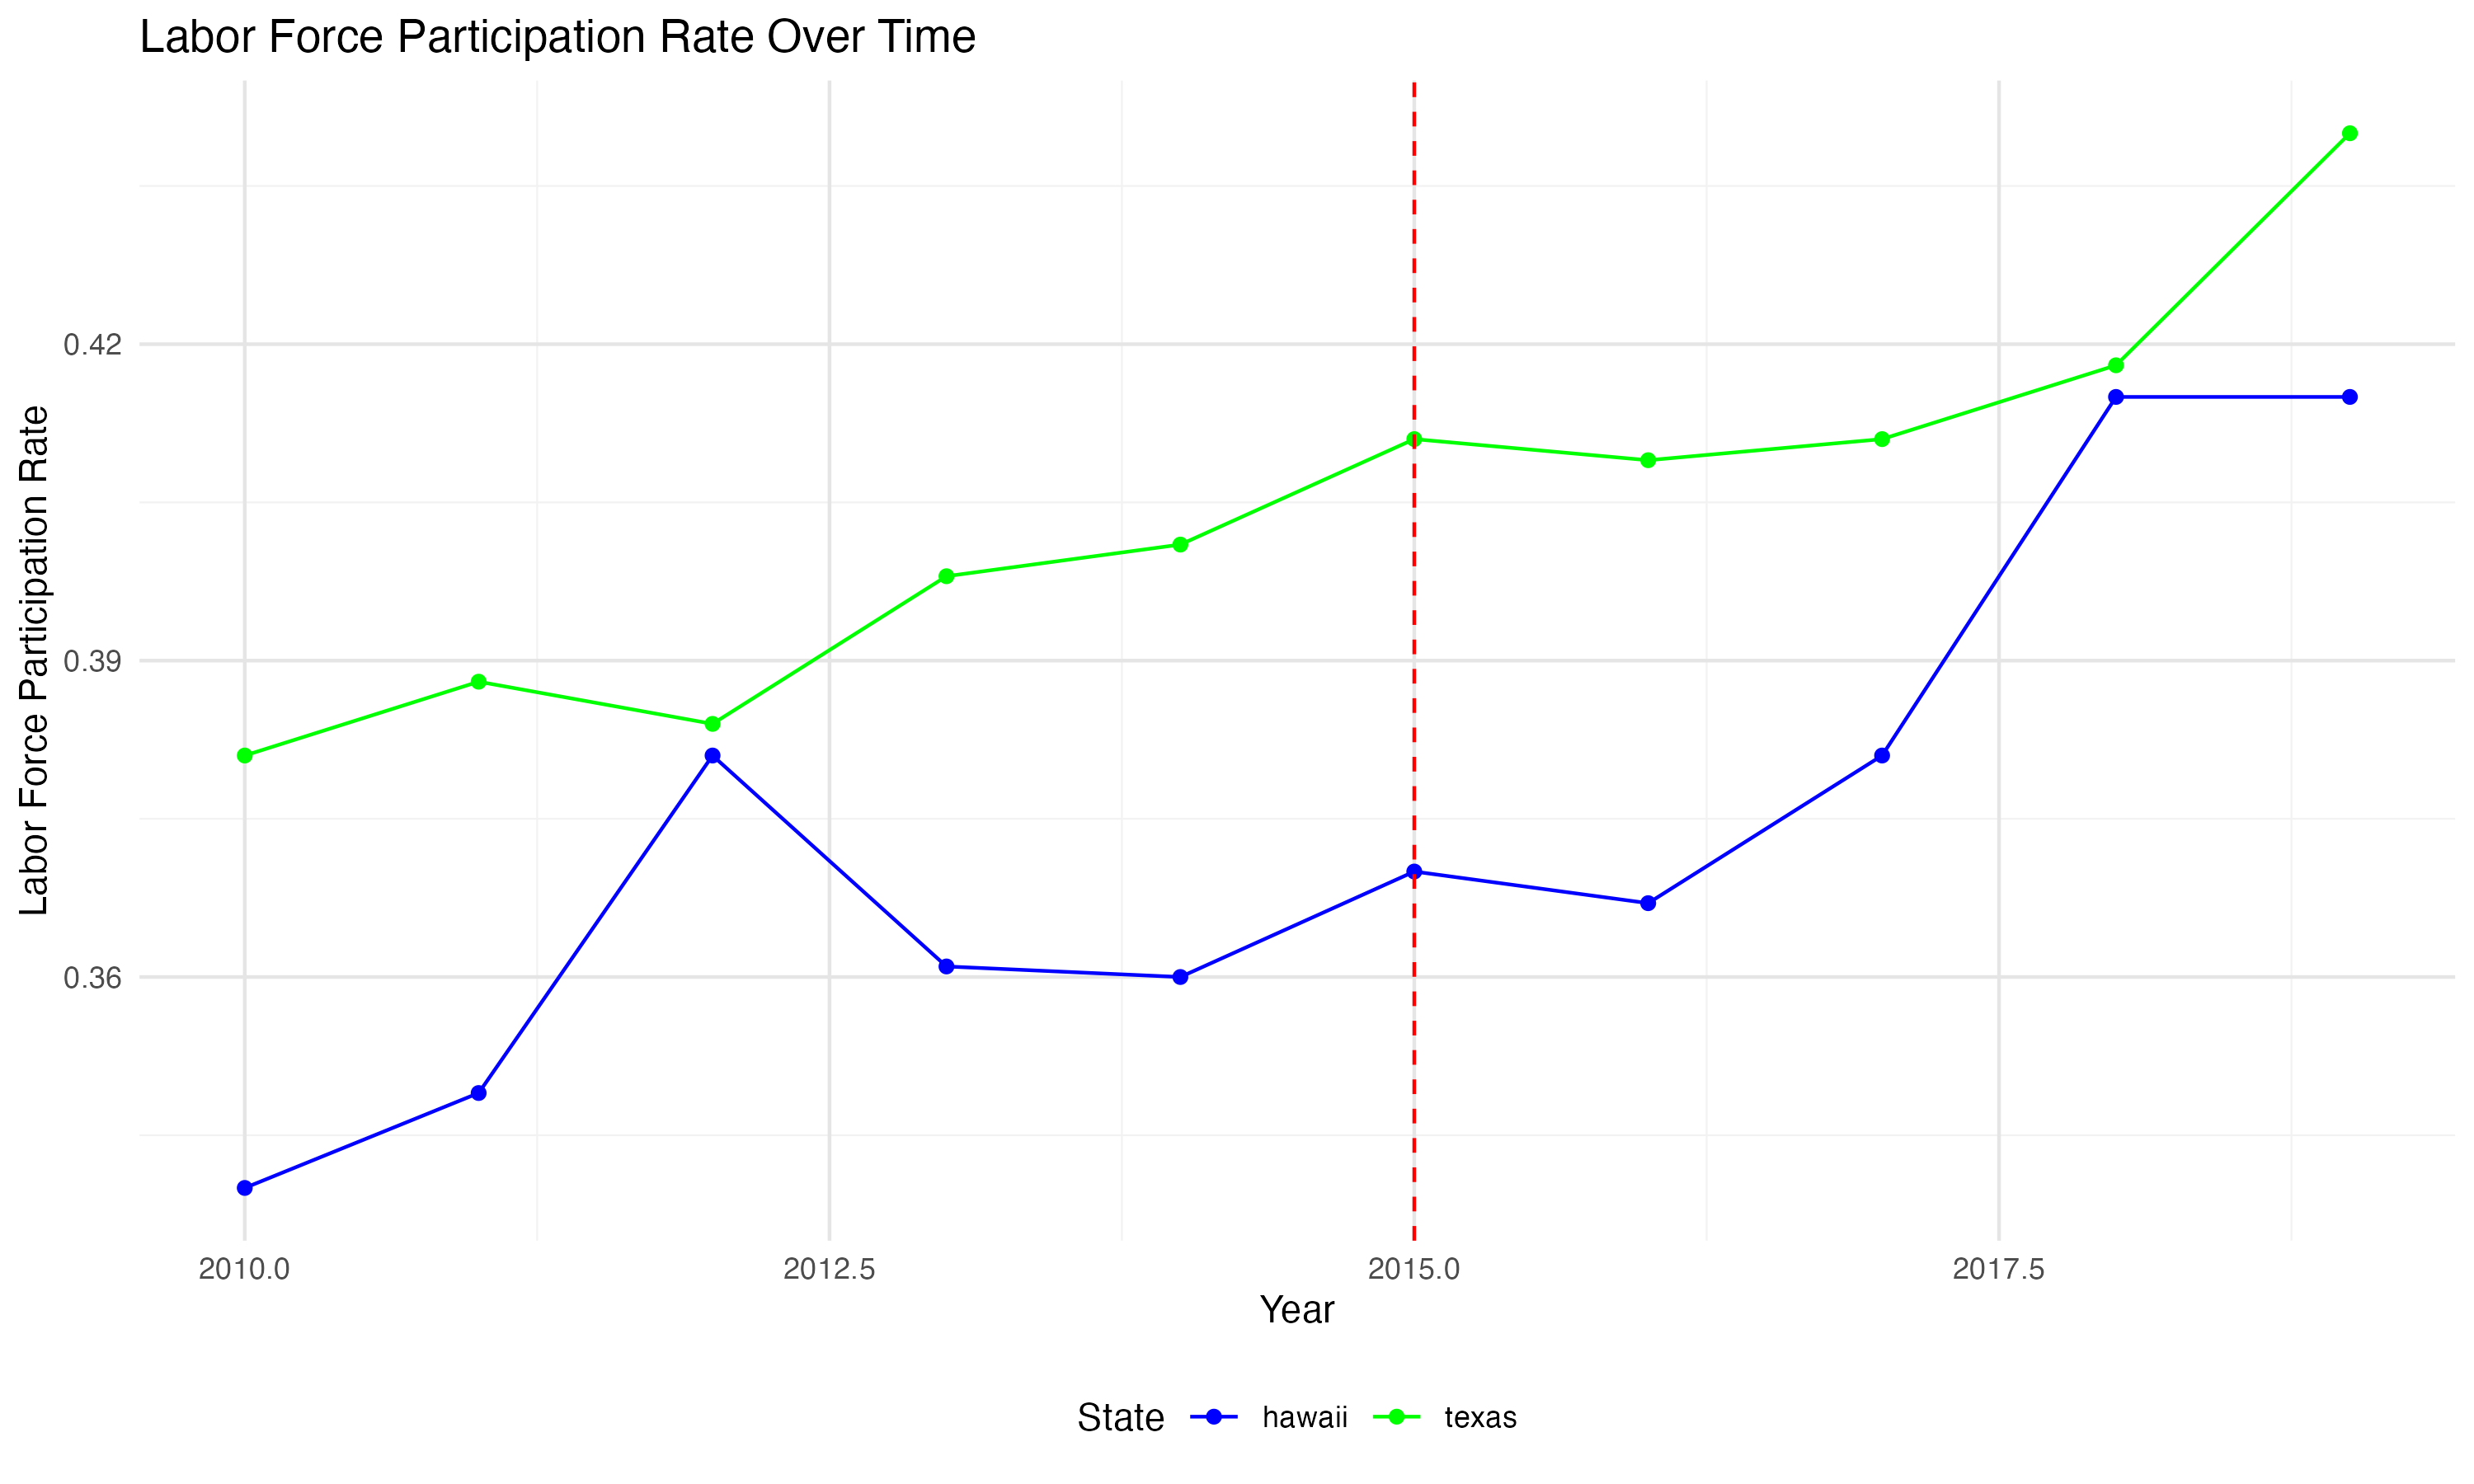 Labor Force Participation Rate Over Time
Labor Force Participation Rate
0.42
0.39
0.36
2010.0 2012.5 2015.0 2017.5
Year
State hawaii texas